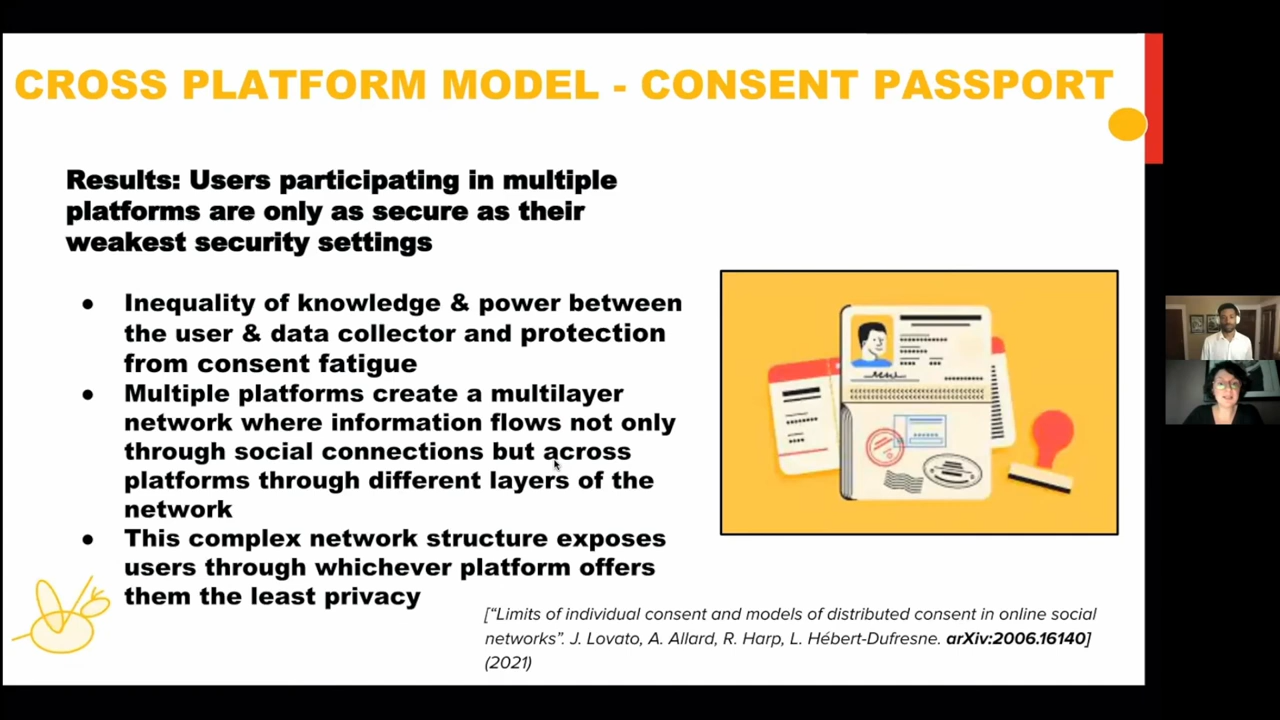 CROSS PLATFORM MODEL - CONSENT PASSPORT
Results: Users participating in multiple
platforms are only as secure as their
weakest security settings
● Inequality of knowledge & power between
the user & data collector and protection
from consent fatigue
● Multiple platforms create a multilayer
network where information flows not only
through social connections but across
platforms through different layers of the
network
● This complex network structure exposes
users through whichever platform offers
them the least privacy
[“Limits of individual consent and models of distributed consent in online social
networks”. J. Lovato, A. Allard, R. Harp, L. Hébert-Dufresne. arXiv:2006.16140]
(2021)